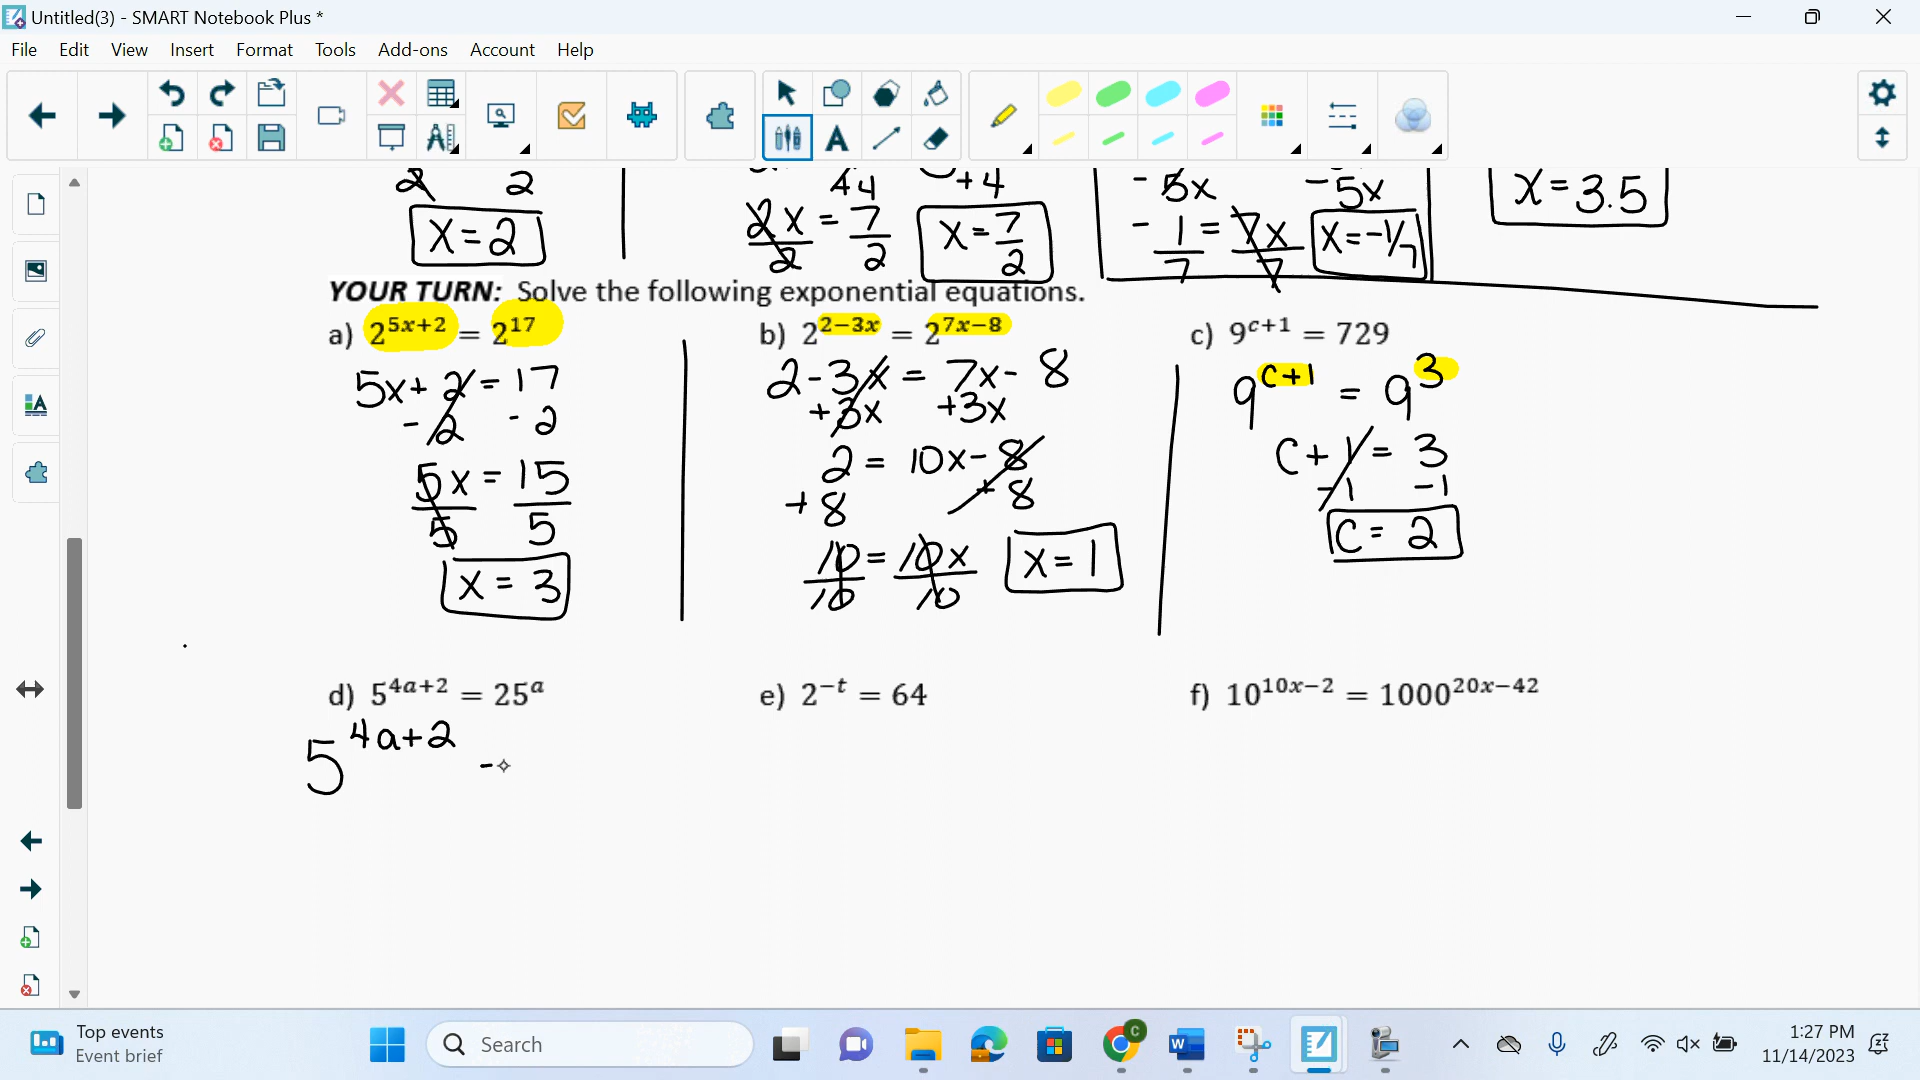 Untitled(3) - SMART Notebook Plus *
File Edit View Insert Format Tools Add-ons Account Help
2 2
X = 2
4 4 + 4
2x = 7
2 2
X = 7/2
- 5x - 5x
- 1 = 7x
7 7
X = -1/7
X = 3.5
YOUR TURN: Solve the following exponential equations.
a) 2^{5x+2} = 2^{17}
5x + 2 = 17
- 2 - 2
5x = 15
5 5
x = 3
b) 2^{2−3x} = 2^{7x−8}
2 - 3x = 7x - 8
+ 3x + 3x
2 = 10x - 8
+ 8 + 8
10 = 10x
10 10
x = 1
c) 9^{c+1} = 729
9^{c+1} = 9^3
c + 1 = 3
- 1 - 1
C = 2
d) 5^{4a+2} = 25^a
5^{4a+2} -
e) 2^{−t} = 64
f) 10^{10x−2} = 1000^{20x−42}
Top events
Event brief
Search
1:27 PM
11/14/2023